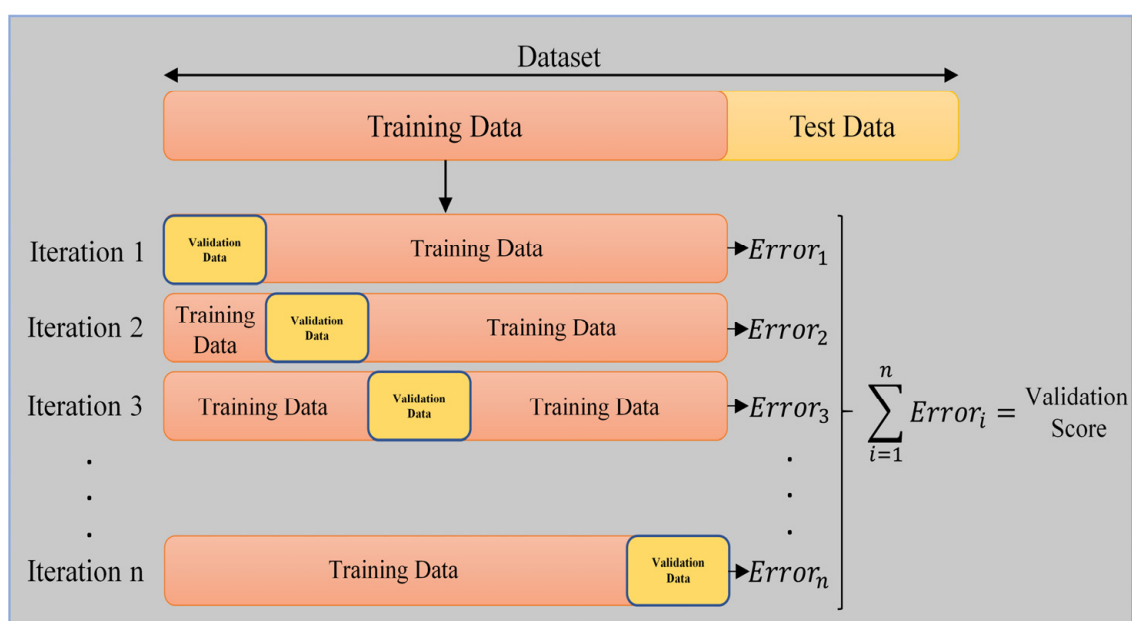 Dataset
Training Data
Test Data
Iteration 1
Validation
Data
Training Data
Error₁
Iteration 2
Training
Data
Validation
Data
Training Data
Error₂
Iteration 3
Training Data
Validation
Data
Training Data
Error₃
.
.
.
.
.
.
Iteration n
Training Data
Validation
Data
Errorₙ
n
∑ Errorᵢ =
i=1
Validation
Score